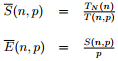 S̅(n, p) = T_N(n) / T(n, p)
E̅(n, p) = S(n, p) / p